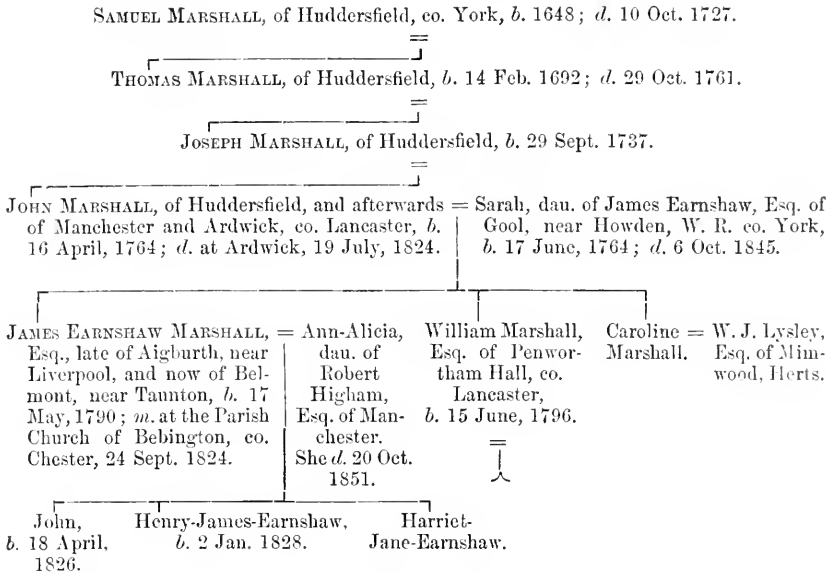 SAMUEL MARSHALL, of Huddersfield, co. York, b. 1648; d. 10 Oct. 1727.
=
THOMAS MARSHALL, of Huddersfield, b. 14 Feb. 1692; d. 29 Oct. 1761.
=
JOSEPH MARSHALL, of Huddersfield, b. 29 Sept. 1737.
=
JOHN MARSHALL, of Huddersfield, and afterwards
of Manchester and Ardwick, co. Lancaster, b.
16 April, 1764; d. at Ardwick, 19 July, 1824.
=
Sarah, dau. of James Earnshaw, Esq. of
Gool, near Howden, W. R. co. York,
b. 17 June, 1764; d. 6 Oct. 1845.
JAMES EARNSHAW MARSHALL,
Esq., late of Aigburth, near
Liverpool, and now of Bel-
mont, near Taunton, b. 17
May, 1790; m. at the Parish
Church of Bebington, co.
Chester, 24 Sept. 1824.
=
Ann-Alicia,
dau. of
Robert
Higham,
Esq. of Man-
chester.
She d. 20 Oct.
1851.
William Marshall,
Esq. of Penwor-
tham Hall, co.
Lancaster,
b. 15 June, 1796.
=
Caroline
Marshall.
=
W. J. Lysley,
Esq. of Mim-
wood, Herts.
John,
b. 18 April,
1826.
Henry-James-Earnshaw,
b. 2 Jan. 1828.
Harriet-
Jane-Earnshaw.